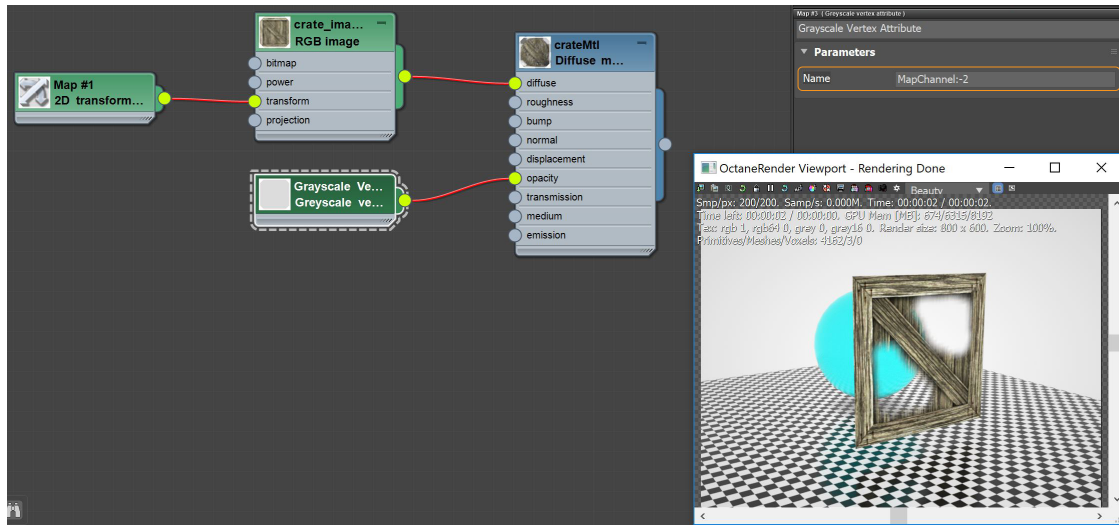 Map #1
2D transform...
crate_ima...
RGB image
bitmap
power
transform
projection
Grayscale Ve...
Greyscale ve...
crateMtl
Diffuse m...
diffuse
roughness
bump
normal
displacement
opacity
transmission
medium
emission
Map #3 ( Greyscale vertex attribute )
Grayscale Vertex Attribute
Parameters
Name MapChannel:-2
OctaneRender Viewport - Rendering Done
Beauty
Smp/px: 200/200. Samp/s: 0.000M. Time: 00:00:02 / 00:00:02.
Time left: 00:00:02 / 00:00:00. GPU Mem [MB]: 674/6315/8192
Tex: rgb 1, rgb64 0, gray 0, gray16 0. Render size: 800 x 600. Zoom: 100%.
Primitives/Meshes/Voxels: 4162/3/0